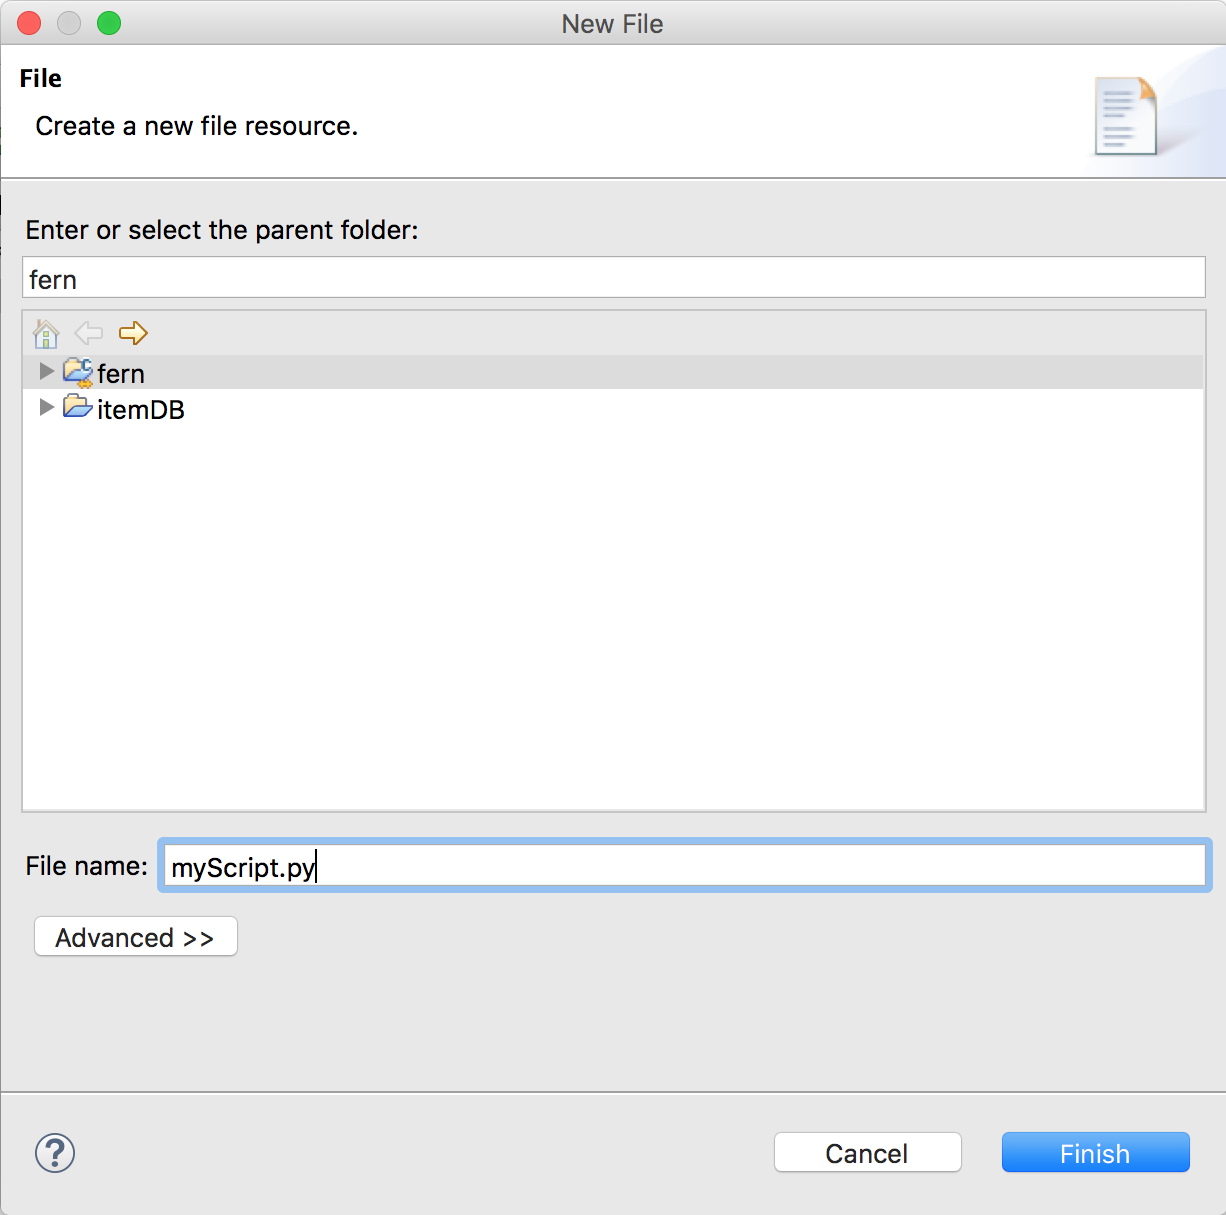 New File
File
Create a new file resource.
Enter or select the parent folder:
fern
fern
itemDB
File name: myScript.py
Advanced >>
? Cancel Finish